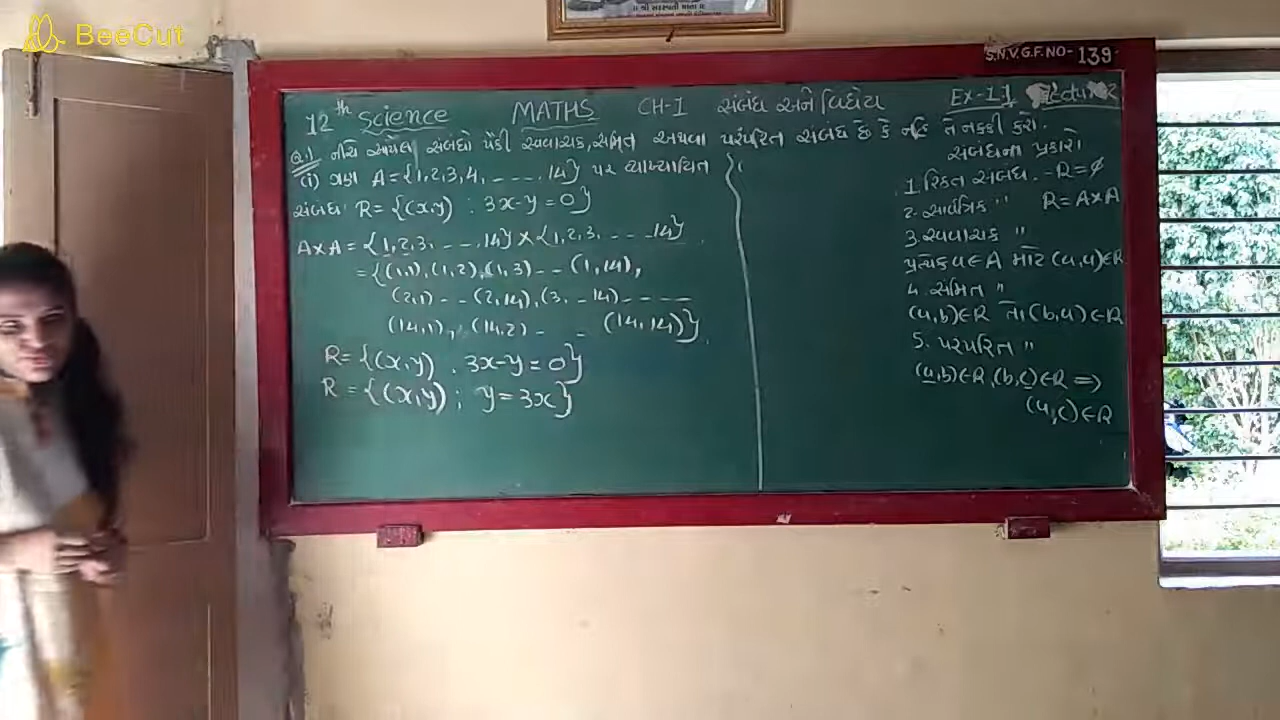 BeeCut
॥ શ્રી સરસ્વતી માતા ॥
S.N.V.G.F.NO- 139
12th Science MATHS CH-1 સંબંધ અને વિધેય Ex-1.1
Q.1 નીચે આપેલ સંબંધો પૈકી સ્વવાચક, સંમિત અથવા પરંપરિત સંબંધ છે કે નહિ તે નક્કી કરો.
(i) ગણ A = {1,2,3,4, ----- 14} પર વ્યાખ્યાયિત
સંબંધ R = {(x,y) : 3x-y=0}
A×A = {1,2,3, ---- 14} × {1,2,3, ---- 14}
= {(1,1), (1,2), (1,3) -- (1,14),
(2,1) -- (2,14), (3, - 14) ----
(14,1), (14,2) - - (14,14)}
R = {(x,y) : 3x-y=0}
R = {(x,y) ; y=3x}
સંબંધના પ્રકારો
1. રિક્ત સંબંધ. - R=ϕ
2. સાર્વત્રિક " R=A×A
3. સ્વવાચક "
પ્રત્યેક a∈A માટે (a,a)∈R
4. સંમિત "
(a,b)∈R તો (b,a)∈R
5. પરંપરિત "
(a,b)∈R, (b,c)∈R ⇒
(a,c)∈R